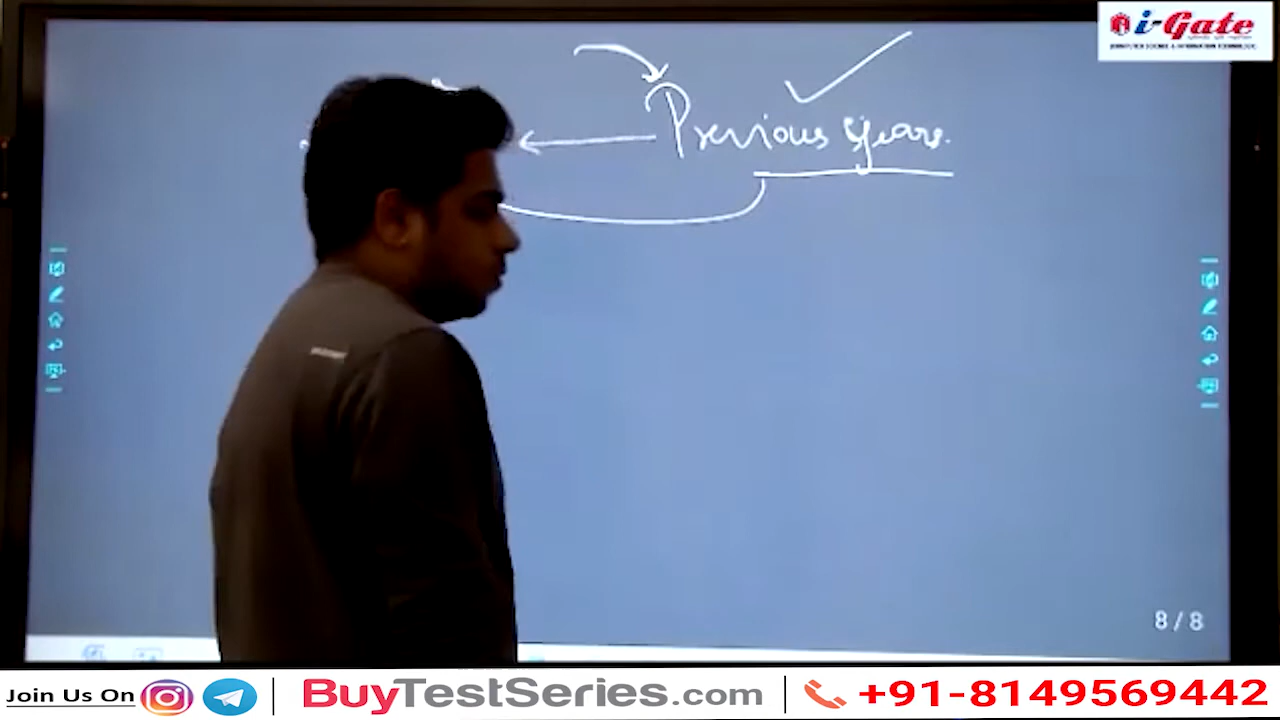 i-Gate
Previous years.
8 / 8
Join Us On
BuyTestSeries.com
+91-8149569442